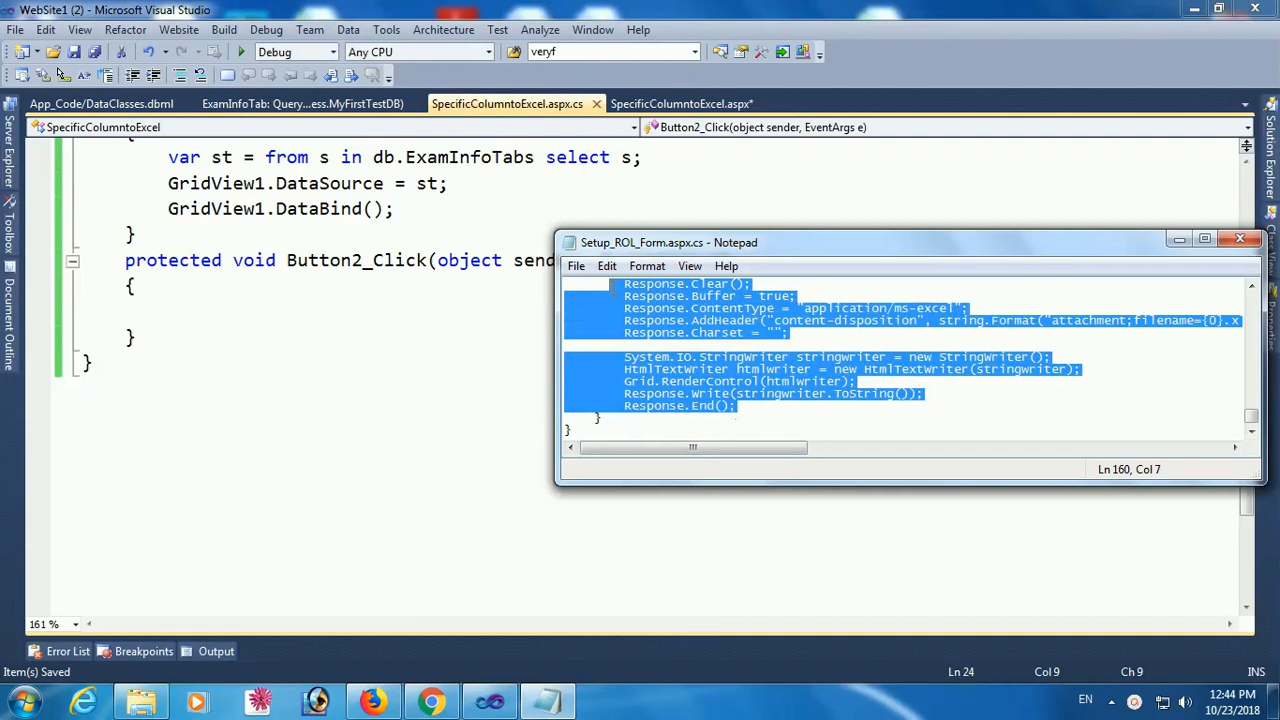 WebSite1 (2) - Microsoft Visual Studio
File Edit View Refactor Website Build Debug Team Data Tools Architecture Test Analyze Window Help
Debug Any CPU veryf
App_Code/DataClasses.dbml ExamInfoTab: Query...ess.MyFirstTestDB) SpecificColumntoExcel.aspx.cs SpecificColumntoExcel.aspx*
SpecificColumntoExcel Button2_Click(object sender, EventArgs e)
Server Explorer
Toolbox
Document Outline
Solution Explorer
{
var st = from s in db.ExamInfoTabs select s;
GridView1.DataSource = st;
GridView1.DataBind();
}
protected void Button2_Click(object send
{
}
}
Setup_ROL_Form.aspx.cs - Notepad
File Edit Format View Help
Response.Clear();
Response.Buffer = true;
Response.ContentType = "application/ms-excel";
Response.AddHeader("content-disposition", string.Format("attachment;filename={0}.x
Response.Charset = "";
System.IO.StringWriter stringwriter = new StringWriter();
HtmlTextWriter htmlwriter = new HtmlTextWriter(stringwriter);
Grid.RenderControl(htmlwriter);
Response.Write(stringwriter.ToString());
Response.End();
}
}
Ln 160, Col 7
161 %
Error List Breakpoints Output
Item(s) Saved Ln 24 Col 9 Ch 9 INS
EN 12:44 PM
10/23/2018